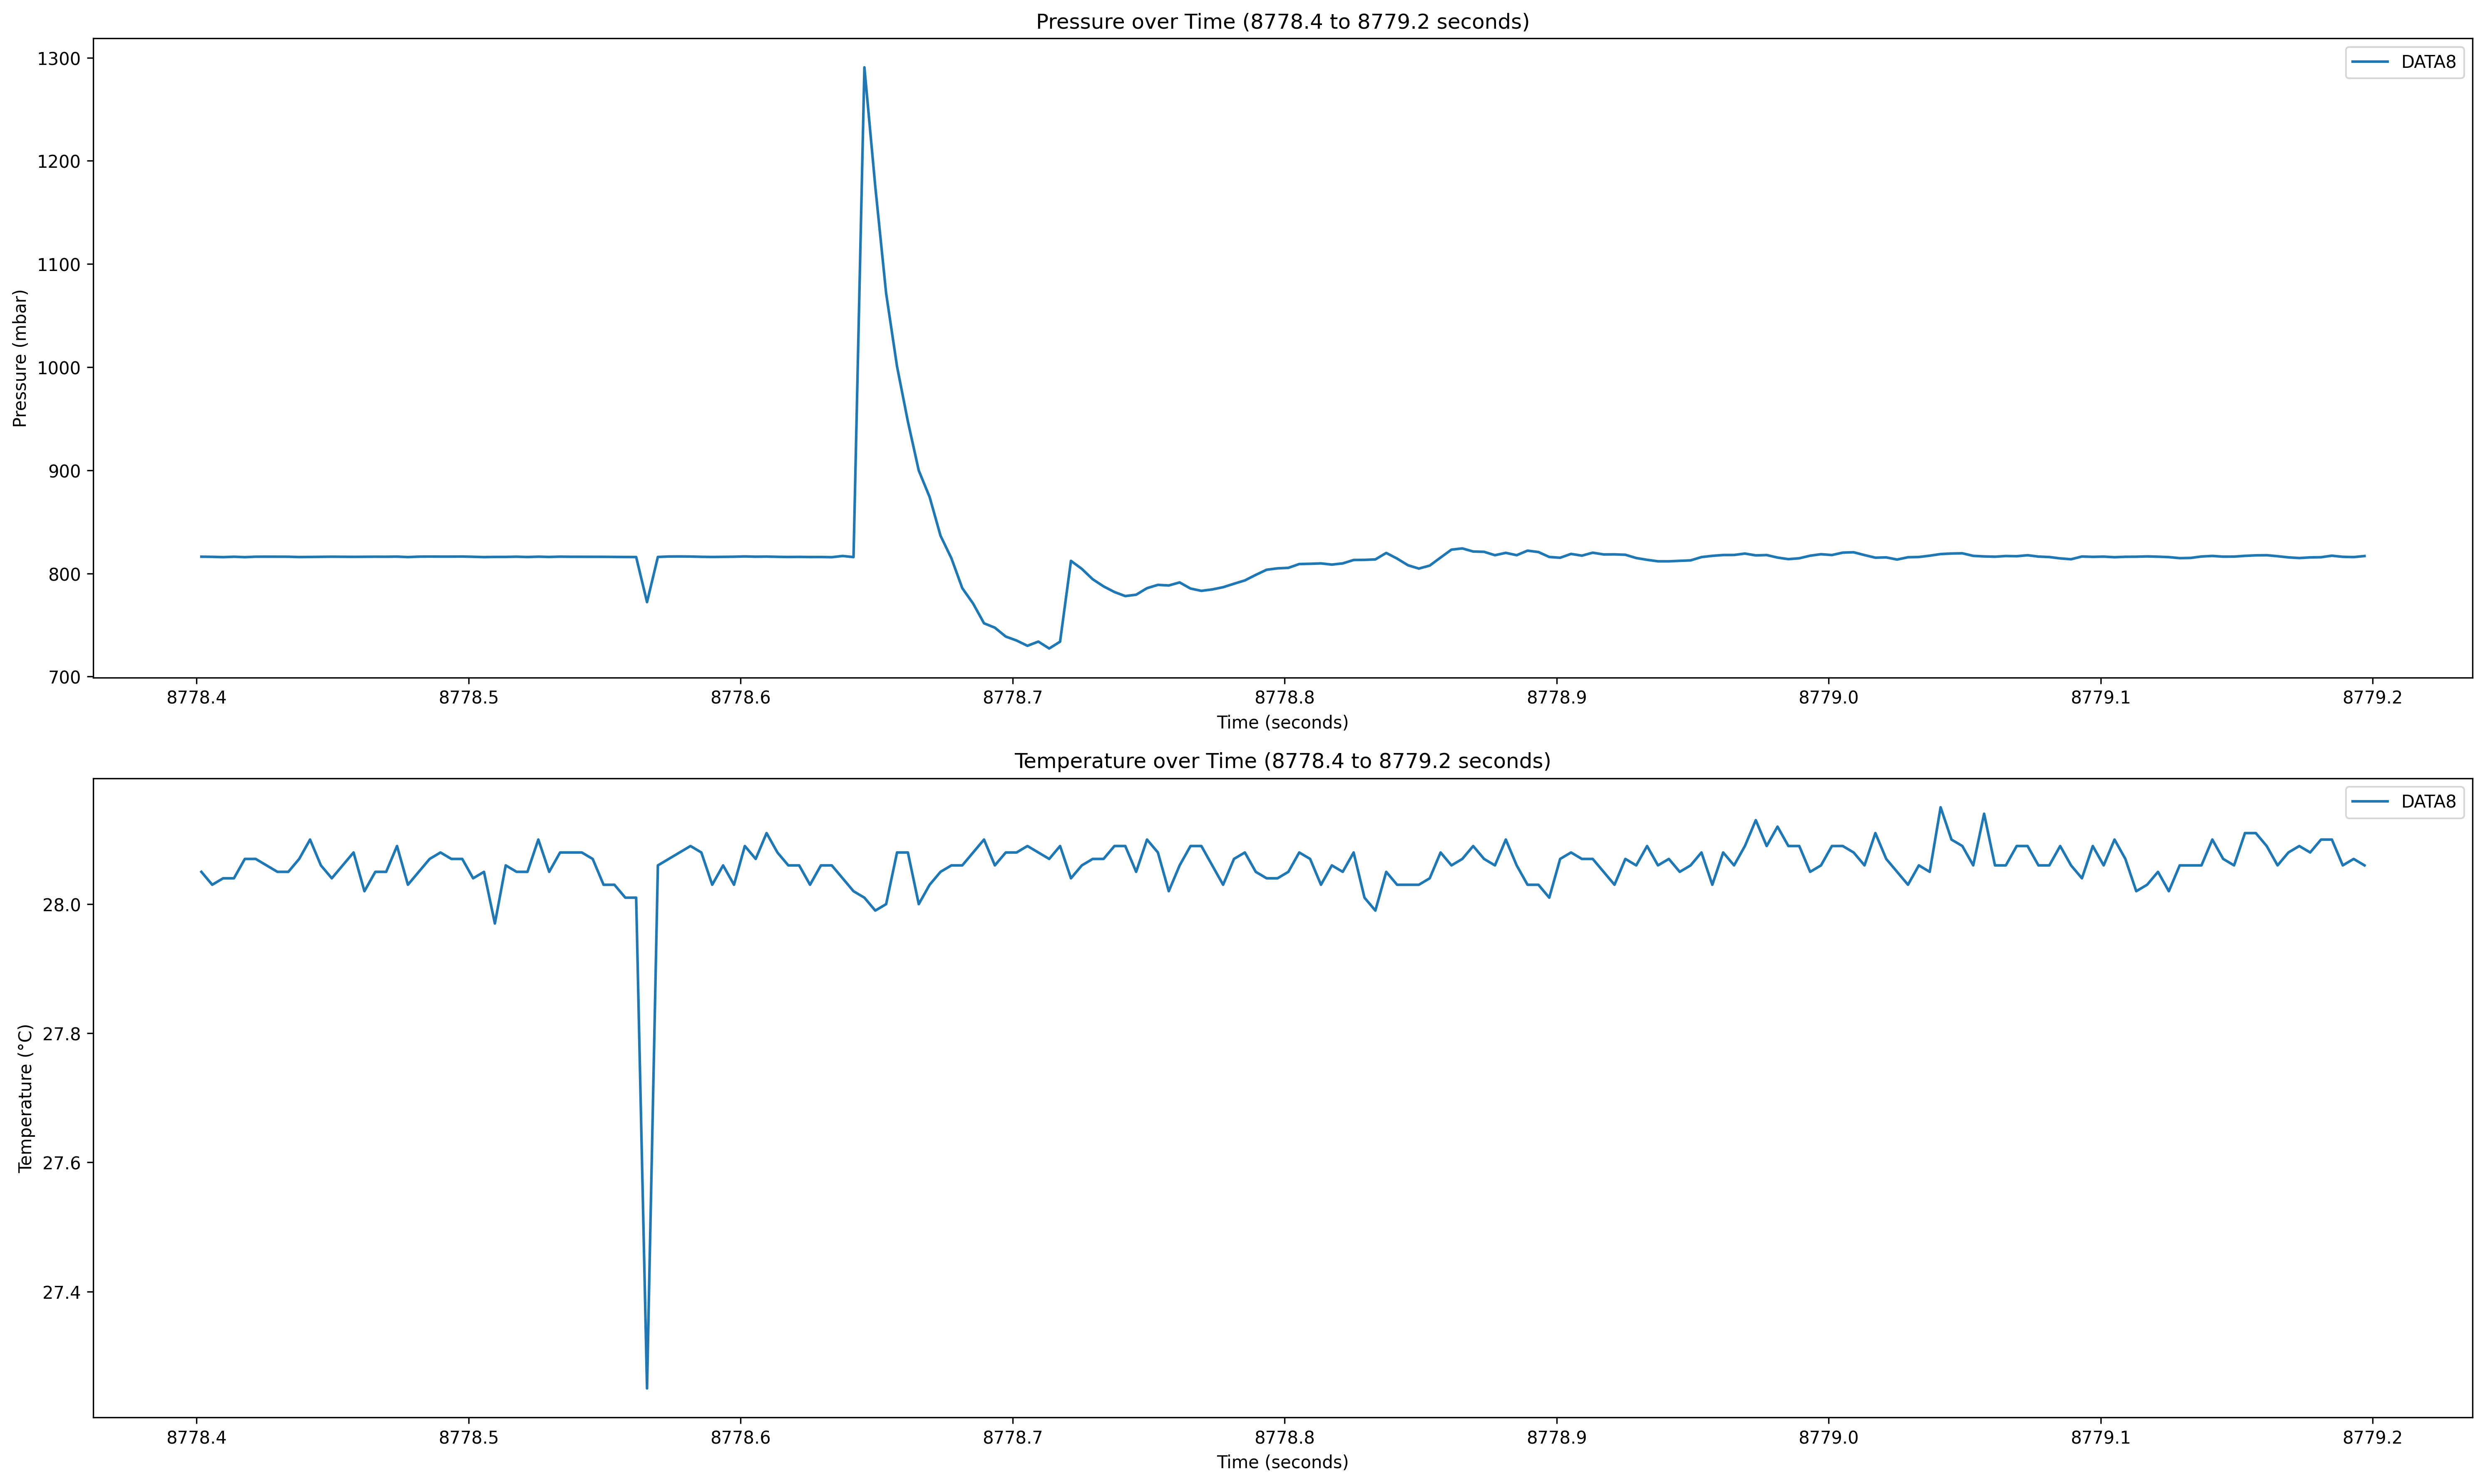 Pressure over Time (8778.4 to 8779.2 seconds)
DATA8
1300
1200
1100
1000
900
800
700
Pressure (mbar)
8778.4 8778.5 8778.6 8778.7 8778.8 8778.9 8779.0 8779.1 8779.2
Time (seconds)
Temperature over Time (8778.4 to 8779.2 seconds)
DATA8
28.0
27.8
27.6
27.4
Temperature (°C)
8778.4 8778.5 8778.6 8778.7 8778.8 8778.9 8779.0 8779.1 8779.2
Time (seconds)